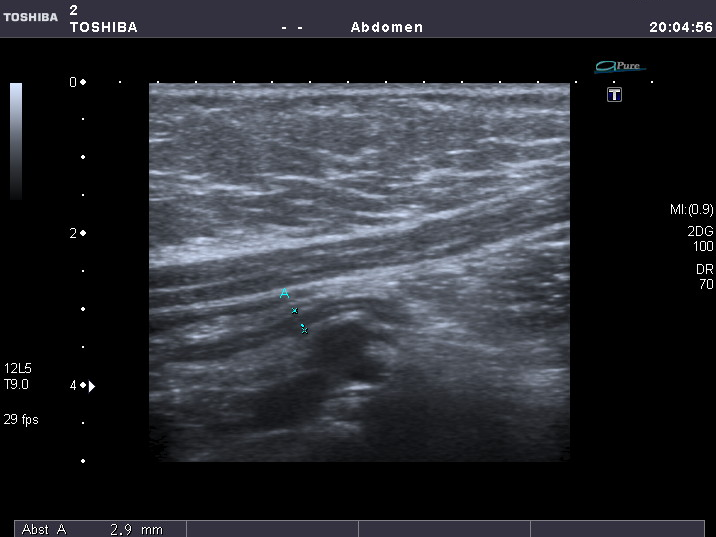 TOSHIBA
2
TOSHIBA - - Abdomen 20:04:56
aPure
T
0
2
4
A
MI:(0.9)
2DG
100
DR
70
12L5
T9.0
29 fps
Abst A 2.9 mm